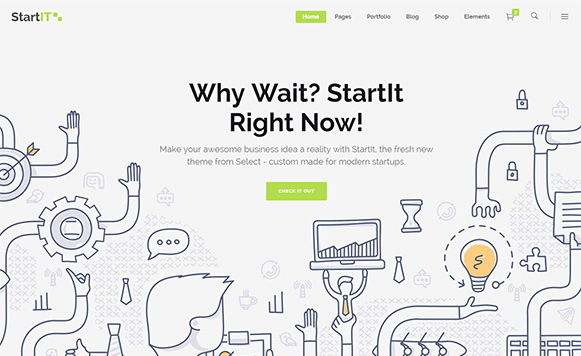 StartIT
Home Pages Portfolio Blog Shop Elements
Why Wait? StartIt
Right Now!
Make your awesome business idea a reality with StartIt, the fresh new
theme from Select - custom made for modern startups.
CHECK IT OUT